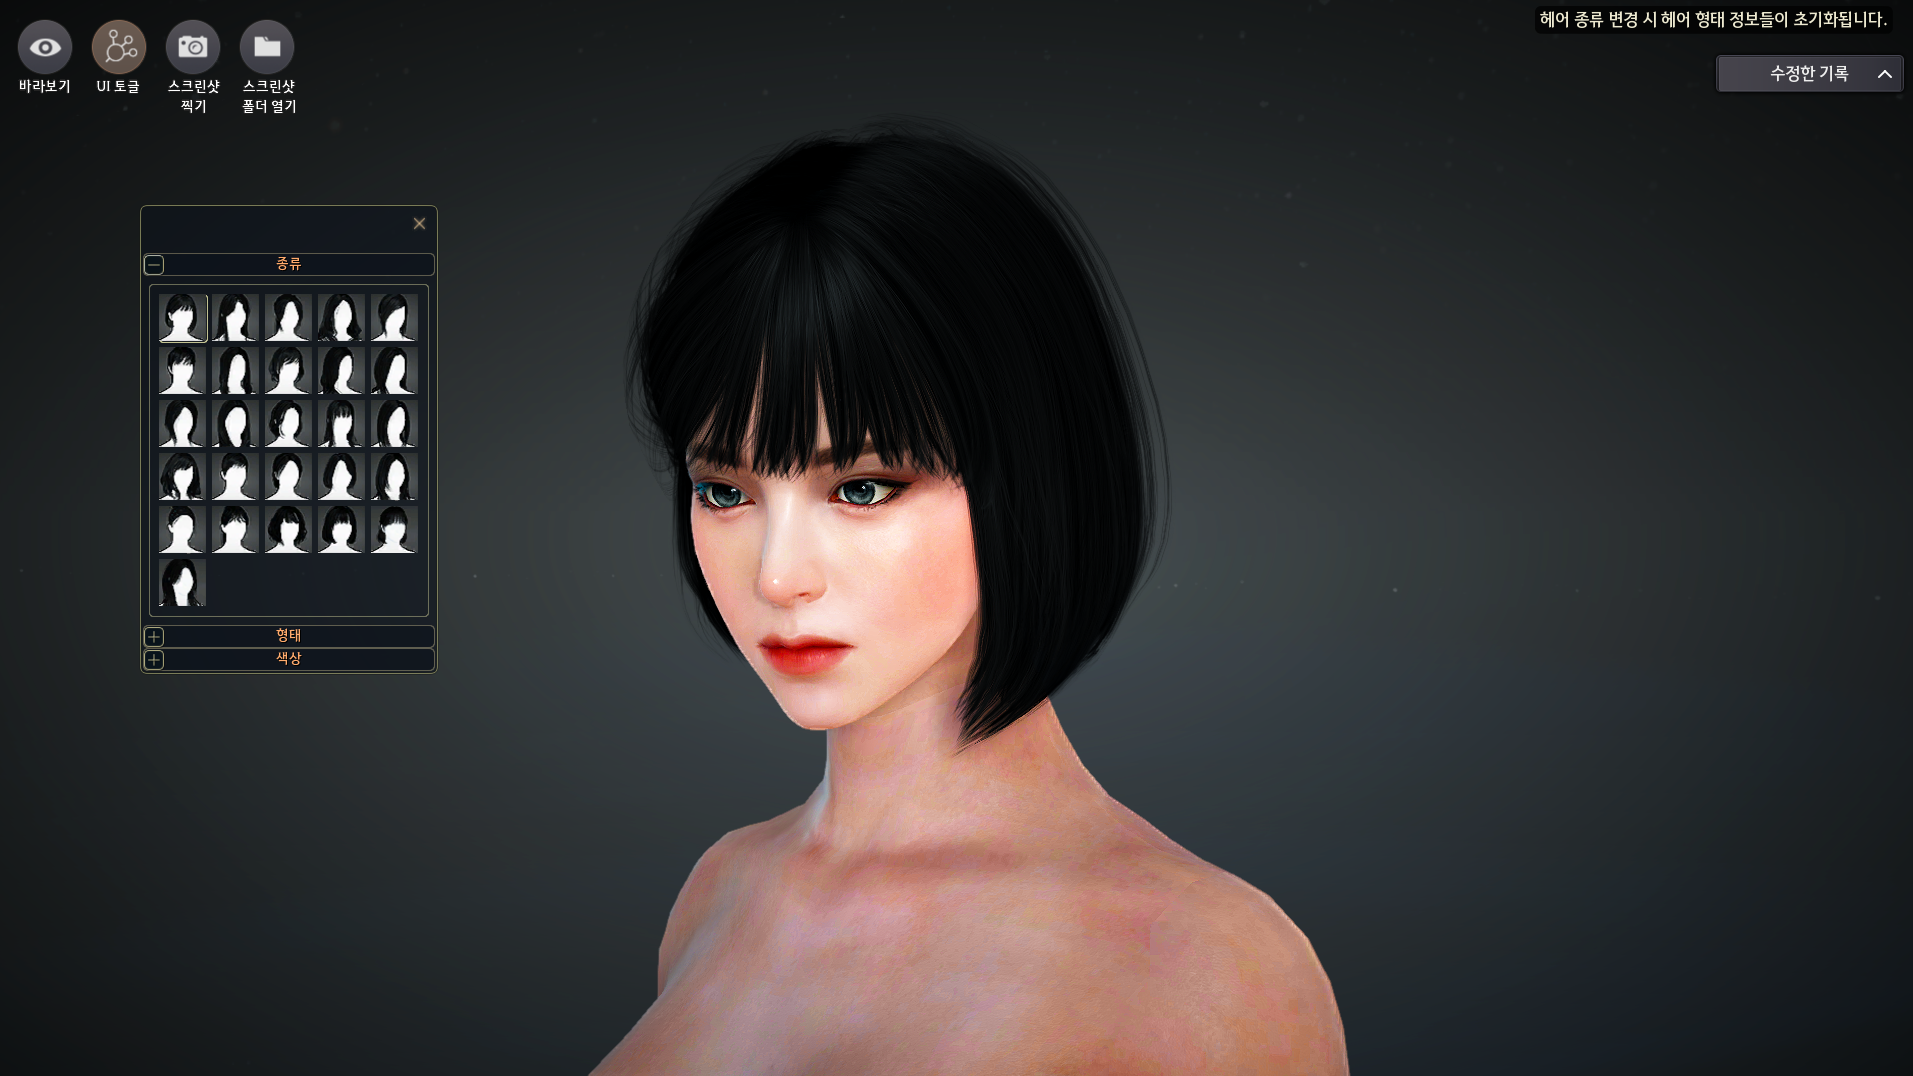 헤어 종류 변경 시 헤어 형태 정보들이 초기화됩니다.
바라보기
UI 토글
스크린샷
찍기
스크린샷
폴더 열기
수정한 기록
종류
형태
색상